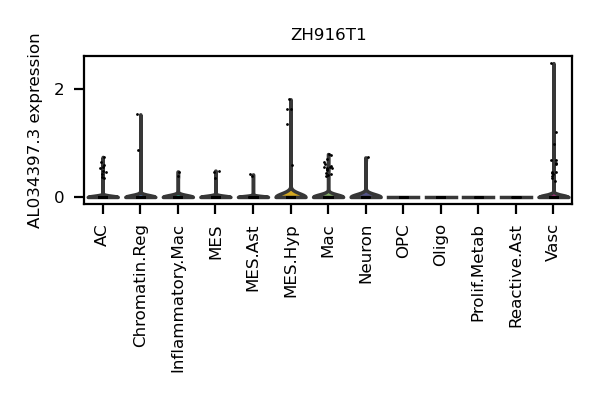 ZH916T1
AL034397.3 expression
2
0
AC
Chromatin.Reg
Inflammatory.Mac
MES
MES.Ast
MES.Hyp
Mac
Neuron
OPC
Oligo
Prolif.Metab
Reactive.Ast
Vasc